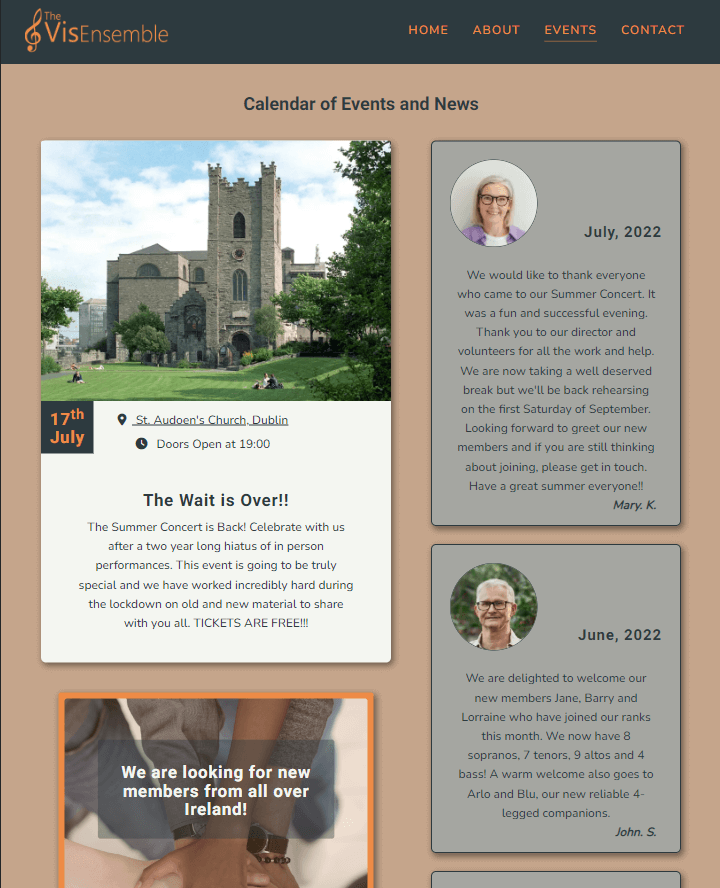 The
VisEnsemble
HOME ABOUT EVENTS CONTACT
Calendar of Events and News
17th
July
St. Audoen's Church, Dublin
Doors Open at 19:00
The Wait is Over!!
The Summer Concert is Back! Celebrate with us
after a two year long hiatus of in person
performances. This event is going to be truly
special and we have worked incredibly hard during
the lockdown on old and new material to share
with you all. TICKETS ARE FREE!!!
We are looking for new
members from all over
Ireland!
July, 2022
We would like to thank everyone
who came to our Summer Concert. It
was a fun and successful evening.
Thank you to our director and
volunteers for all the work and help.
We are now taking a well deserved
break but we'll be back rehearsing
on the first Saturday of September.
Looking forward to greet our new
members and if you are still thinking
about joining, please get in touch.
Have a great summer everyone!!
Mary. K.
June, 2022
We are delighted to welcome our
new members Jane, Barry and
Lorraine who have joined our ranks
this month. We now have 8
sopranos, 7 tenors, 9 altos and 4
bass! A warm welcome also goes to
Arlo and Blu, our new reliable 4-
legged companions.
John. S.